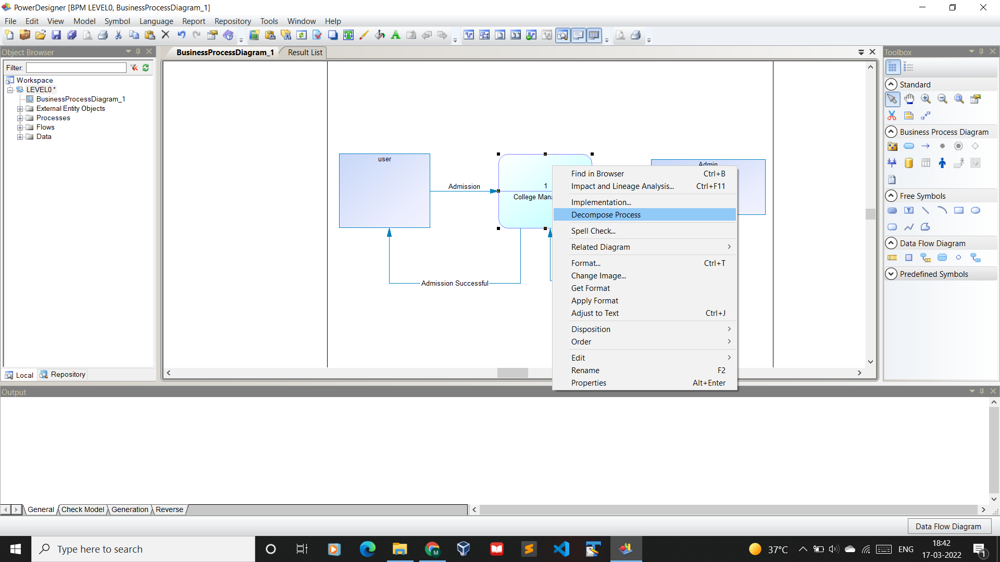 PowerDesigner [BPM LEVEL0, BusinessProcessDiagram_1]
File Edit View Model Symbol Language Report Repository Tools Window Help
Object Browser
Filter:
Workspace
LEVEL0 *
BusinessProcessDiagram_1
External Entity Objects
Processes
Flows
Data
Local Repository
BusinessProcessDiagram_1 Result List
user
Admission
1
College Mana
Admin
Admission Successful
Find in Browser Ctrl+B
Impact and Lineage Analysis... Ctrl+F11
Implementation...
Decompose Process
Spell Check...
Related Diagram
Format... Ctrl+T
Change Image...
Get Format
Apply Format
Adjust to Text Ctrl+J
Disposition
Order
Edit
Rename F2
Properties Alt+Enter
Toolbox
Standard
Business Process Diagram
Free Symbols
Data Flow Diagram
Predefined Symbols
Output
General Check Model Generation Reverse
Data Flow Diagram
Type here to search
37°C
ENG
18:42
17-03-2022
1